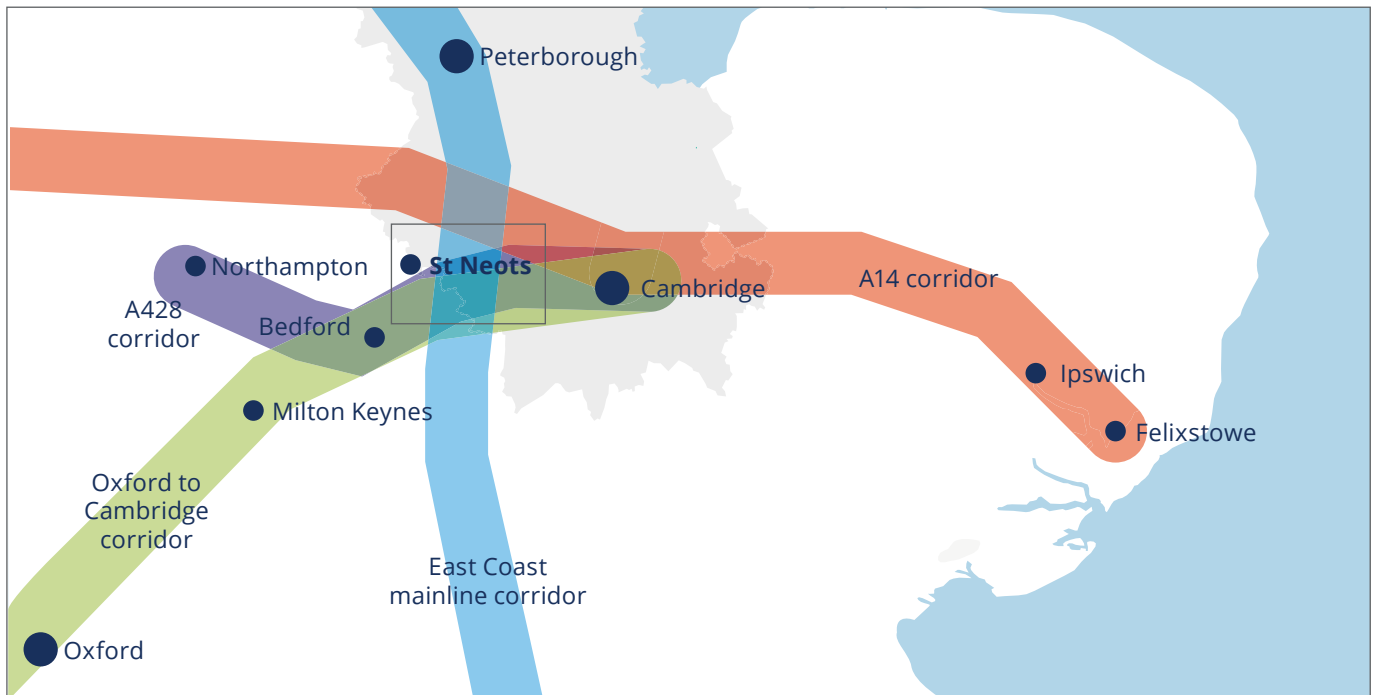 Peterborough
Northampton
St Neots
A428
corridor
Bedford
Cambridge
A14 corridor
Ipswich
Milton Keynes
Felixstowe
Oxford to
Cambridge
corridor
East Coast
mainline corridor
Oxford